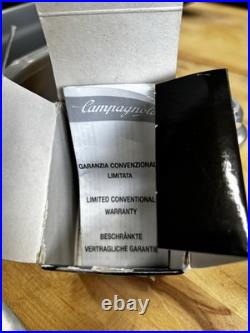 Campagnolo
GARANZIA CONVENZIONALE
LIMITATA
LIMITED CONVENTIONAL
WARRANTY
BESCHRÄNKTE
VERTRAGLICHE GARANTIE